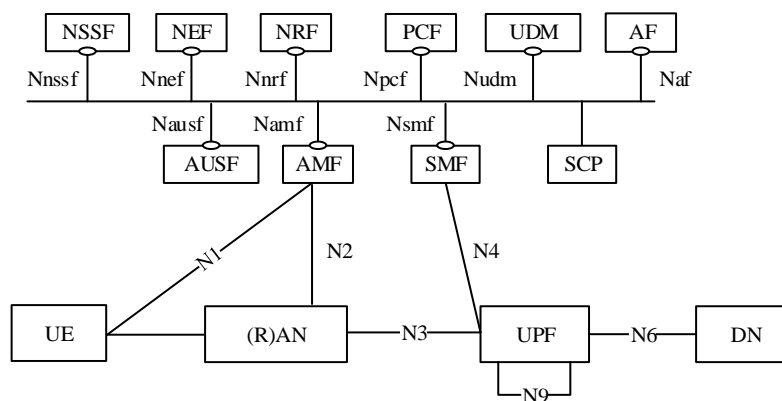 NSSF NEF NRF PCF UDM AF
Nnssf Nnef Nnrf Npcf Nudm Naf
Nausf Namf Nsmf
AUSF AMF SMF SCP
N1 N2 N4
UE (R)AN N3 UPF N6 DN
N9